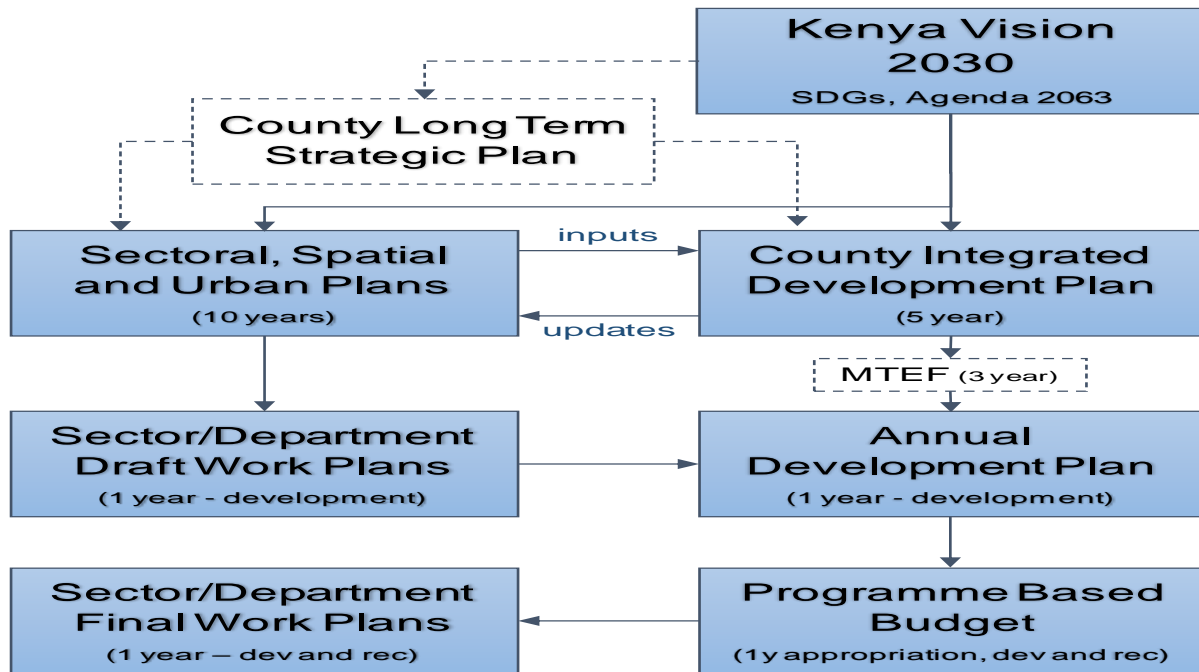 Kenya Vision
2030
SDGs, Agenda 2063
County Long Term
Strategic Plan
Sectoral, Spatial
and Urban Plans
(10 years)
inputs
updates
County Integrated
Development Plan
(5 year)
MTEF (3 year)
Sector/Department
Draft Work Plans
(1 year - development)
Annual
Development Plan
(1 year - development)
Sector/Department
Final Work Plans
(1 year – dev and rec)
Programme Based
Budget
(1y appropriation, dev and rec)